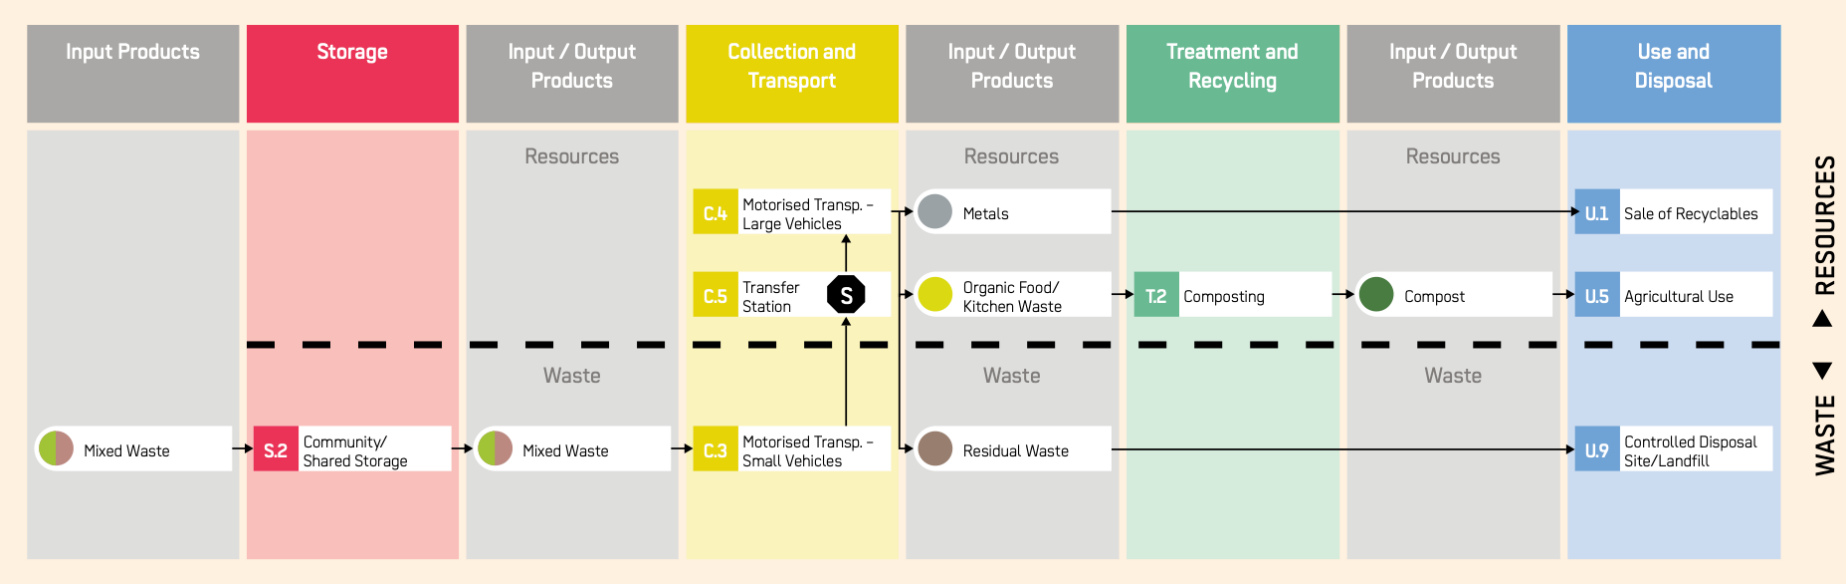 Input Products
Storage
Input / Output
Products
Collection and
Transport
Input / Output
Products
Treatment and
Recycling
Input / Output
Products
Use and
Disposal
Resources
Resources
Resources
C.4
Motorised Transp. –
Large Vehicles
Metals
U.1
Sale of Recyclables
C.5
Transfer
Station
S
Organic Food/
Kitchen Waste
T.2
Composting
Compost
U.5
Agricultural Use
Waste
Waste
Waste
Mixed Waste
S.2
Community/
Shared Storage
Mixed Waste
C.3
Motorised Transp. –
Small Vehicles
Residual Waste
U.9
Controlled Disposal
Site/Landfill
RESOURCES
WASTE